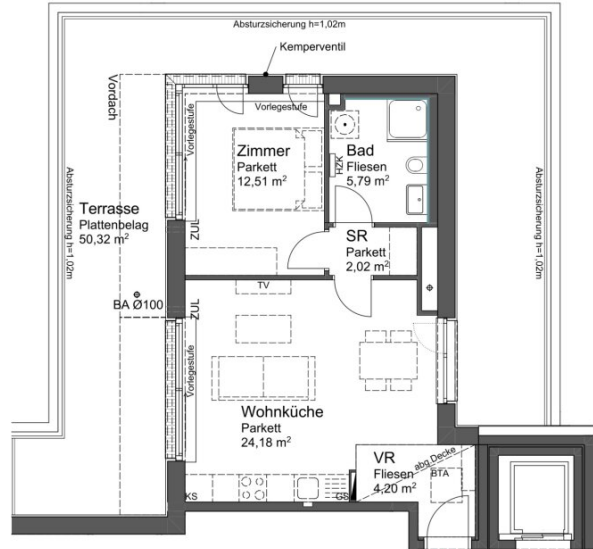 Absturzsicherung h=1,02m
Kemperventil
Vordach
Vorlegestufe
Vorlegestufe
Zimmer
Parkett
12,51 m²
Bad
Fliesen
5,79 m²
HZK
Absturzsicherung h=1,02m
Absturzsicherung h=1,02m
Terrasse
Plattenbelag
50,32 m²
ZUL
SR
Parkett
2,02 m²
BA Ø100
ZUL
TV
Vorlegestufe
Wohnküche
Parkett
24,18 m²
VR
Fliesen
4,20 m²
abg Decke
BTA
KS
GS